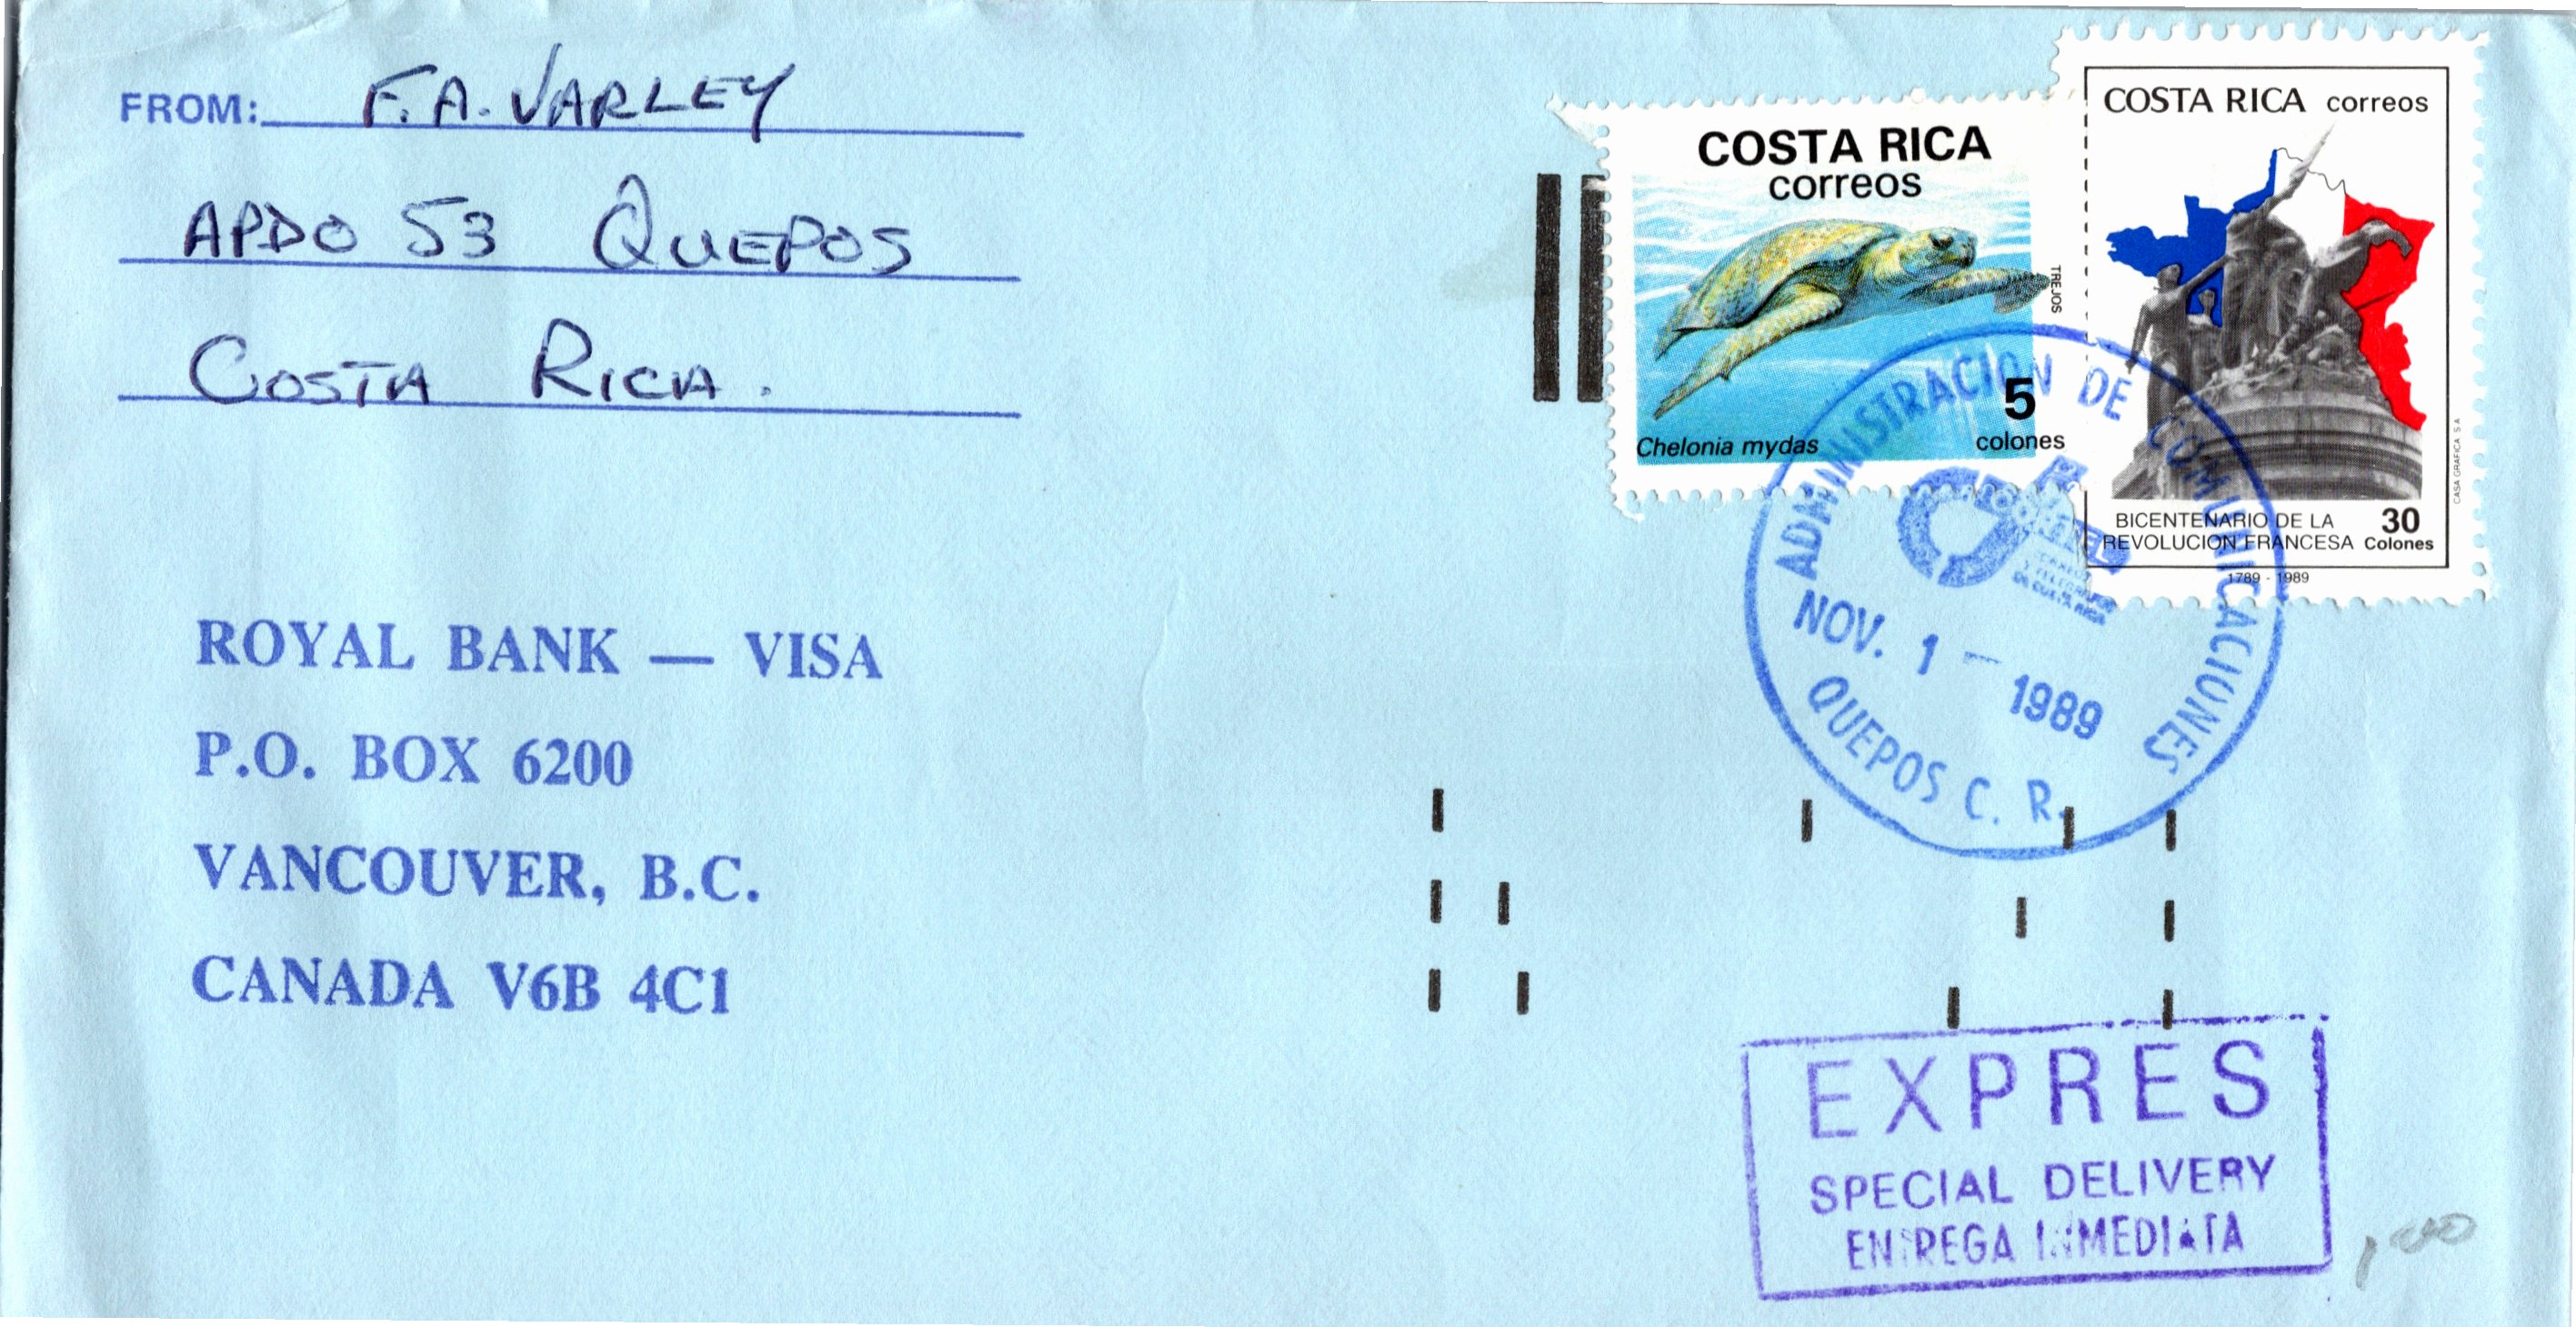 FROM: F. A. VARLEY
APDO 53 QUEPOS
COSTA RICA.
COSTA RICA
correos
TREJOS
5
colones
Chelonia mydas
COSTA RICA correos
BICENTENARIO DE LA
REVOLUCION FRANCESA
30
Colones
1789 - 1989
CASA GRAFICA S A
ADMINISTRACION DE COMUNICACIONES
NOV. 1 - 1989
QUEPOS C. R.
ROYAL BANK — VISA
P.O. BOX 6200
VANCOUVER, B.C.
CANADA V6B 4C1
EXPRES
SPECIAL DELIVERY
ENTREGA INMEDIATA